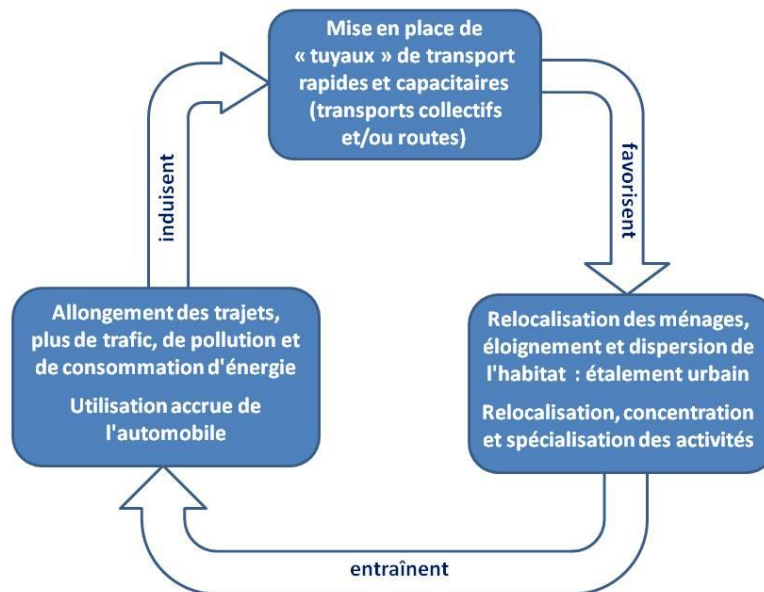 Mise en place de
« tuyaux » de transport
rapides et capacitaires
(transports collectifs
et/ou routes)
favorisent
Relocalisation des ménages,
éloignement et dispersion de
l'habitat : étalement urbain
Relocalisation, concentration
et spécialisation des activités
entraînent
Allongement des trajets,
plus de trafic, de pollution et
de consommation d'énergie
Utilisation accrue de
l'automobile
induisent